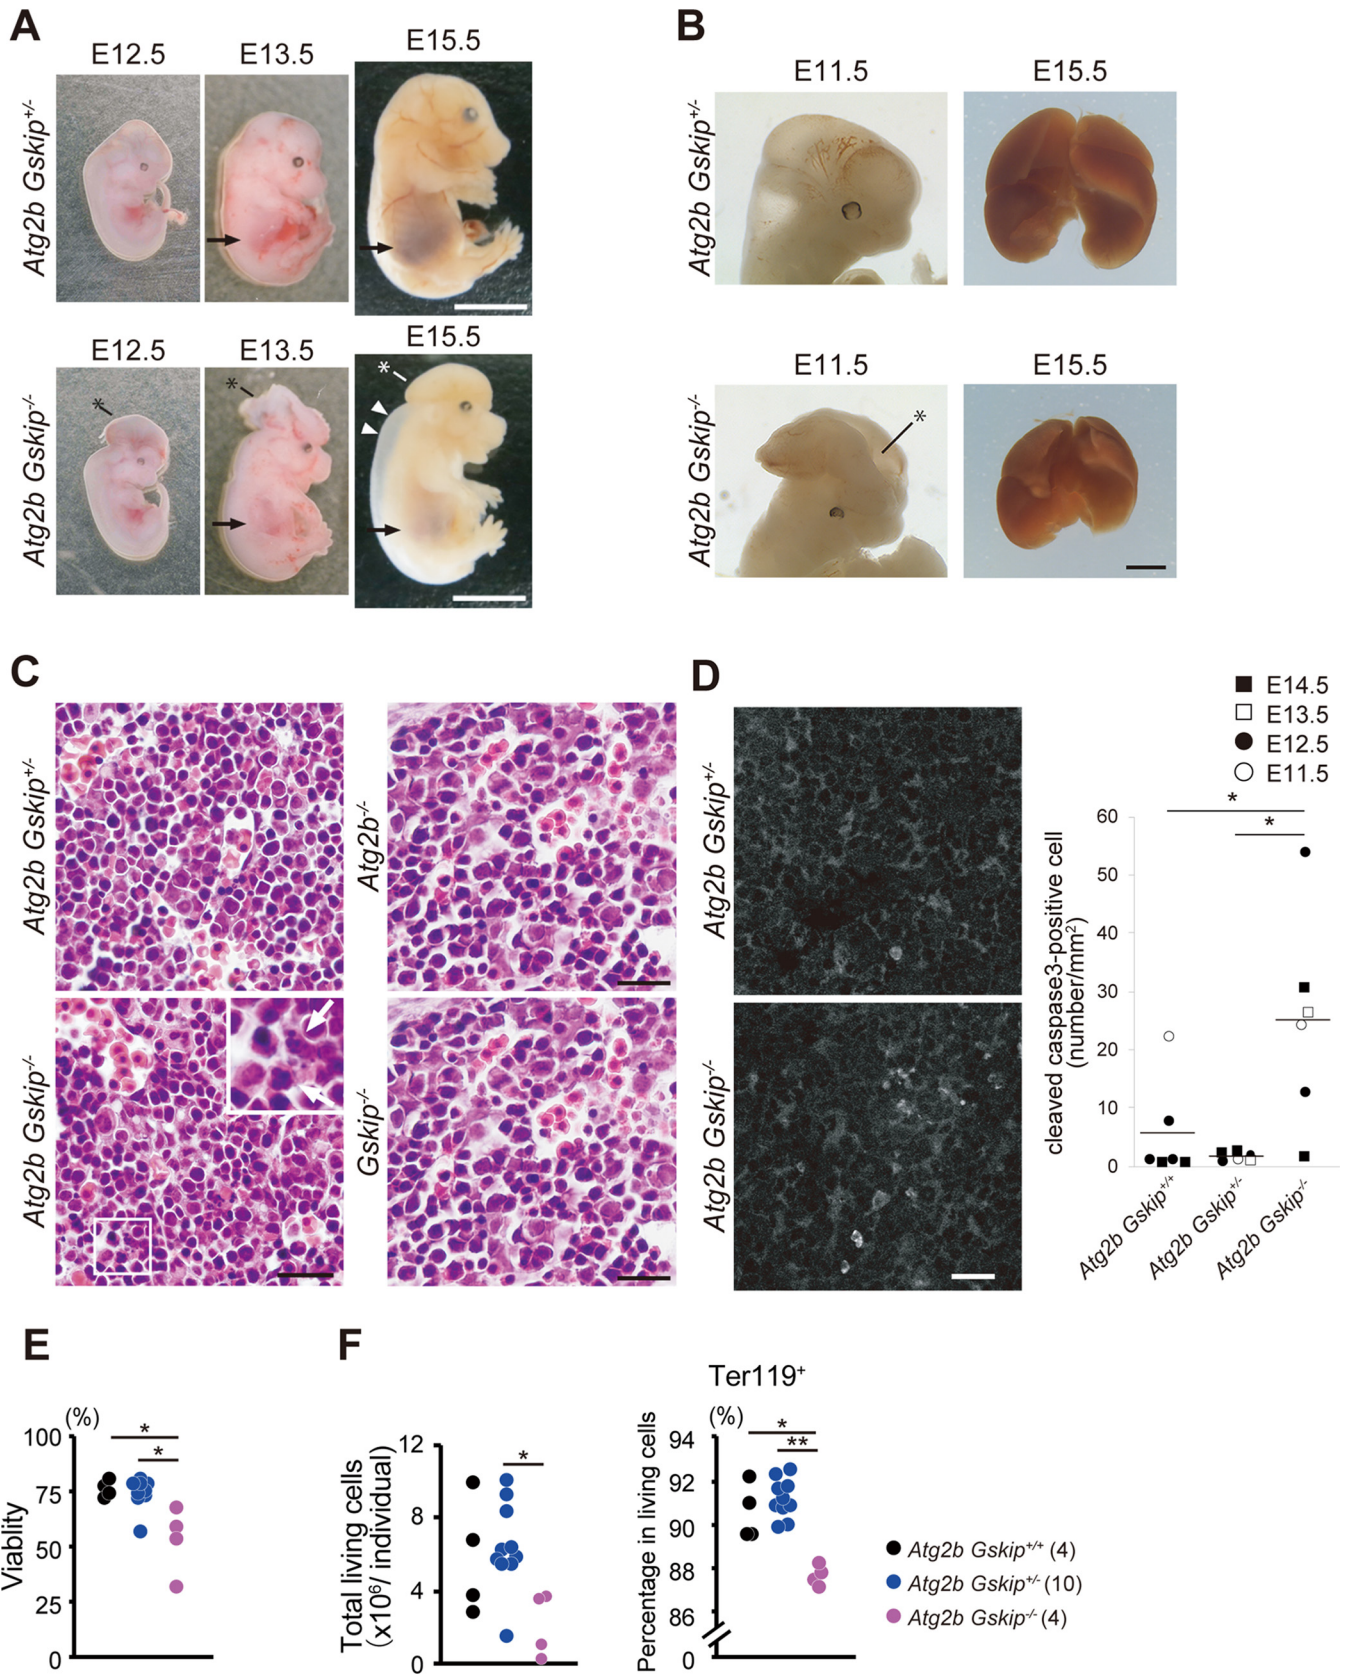 A
E12.5
E13.5
E15.5
Atg2b Gskip+/-
E12.5
E13.5
E15.5
*
*
*
Atg2b Gskip-/-
B
E11.5
E15.5
Atg2b Gskip+/-
E11.5
E15.5
*
Atg2b Gskip-/-
C
Atg2b Gskip+/-
Atg2b-/-
Atg2b Gskip-/-
Gskip-/-
D
Atg2b Gskip+/-
Atg2b Gskip-/-
E14.5
E13.5
E12.5
E11.5
*
*
60
50
40
30
20
10
0
cleaved caspase3-positive cell
(number/mm2)
Atg2b Gskip+/+
Atg2b Gskip+/-
Atg2b Gskip-/-
E
(%)
*
*
100
75
50
25
0
Viablity
F
*
12
8
4
0
Total living cells
(x106/ individual)
Ter119+
(%)
*
**
94
92
90
88
86
0
Percentage in living cells
Atg2b Gskip+/+ (4)
Atg2b Gskip+/- (10)
Atg2b Gskip-/- (4)